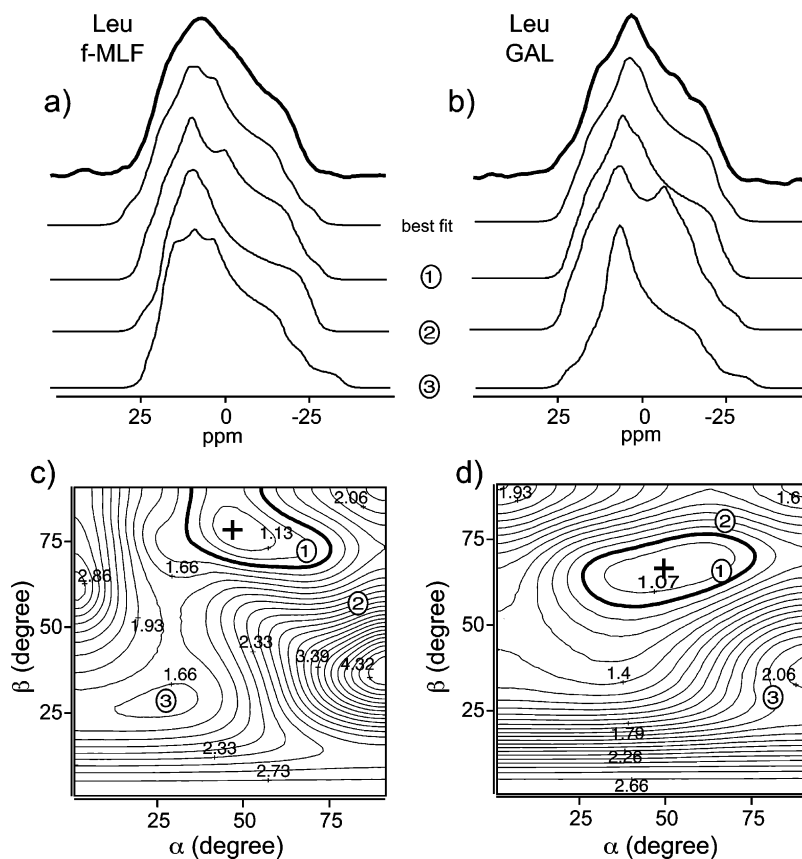 Leu
f-MLF
Leu
GAL
a)
b)
best fit
1
2
3
25 0 -25
ppm
25 0 -25
ppm
c)
d)
2.06
1.13
1
1.66
2.86
2
1.93
2.33
3.39
4.32
1.66
3
2.33
2.73
75
50
25
β (degree)
25 50 75
α (degree)
1.93
1.6
2
1
1.07
1.4
2.06
3
1.79
2.26
2.66
75
50
25
β (degree)
25 50 75
α (degree)